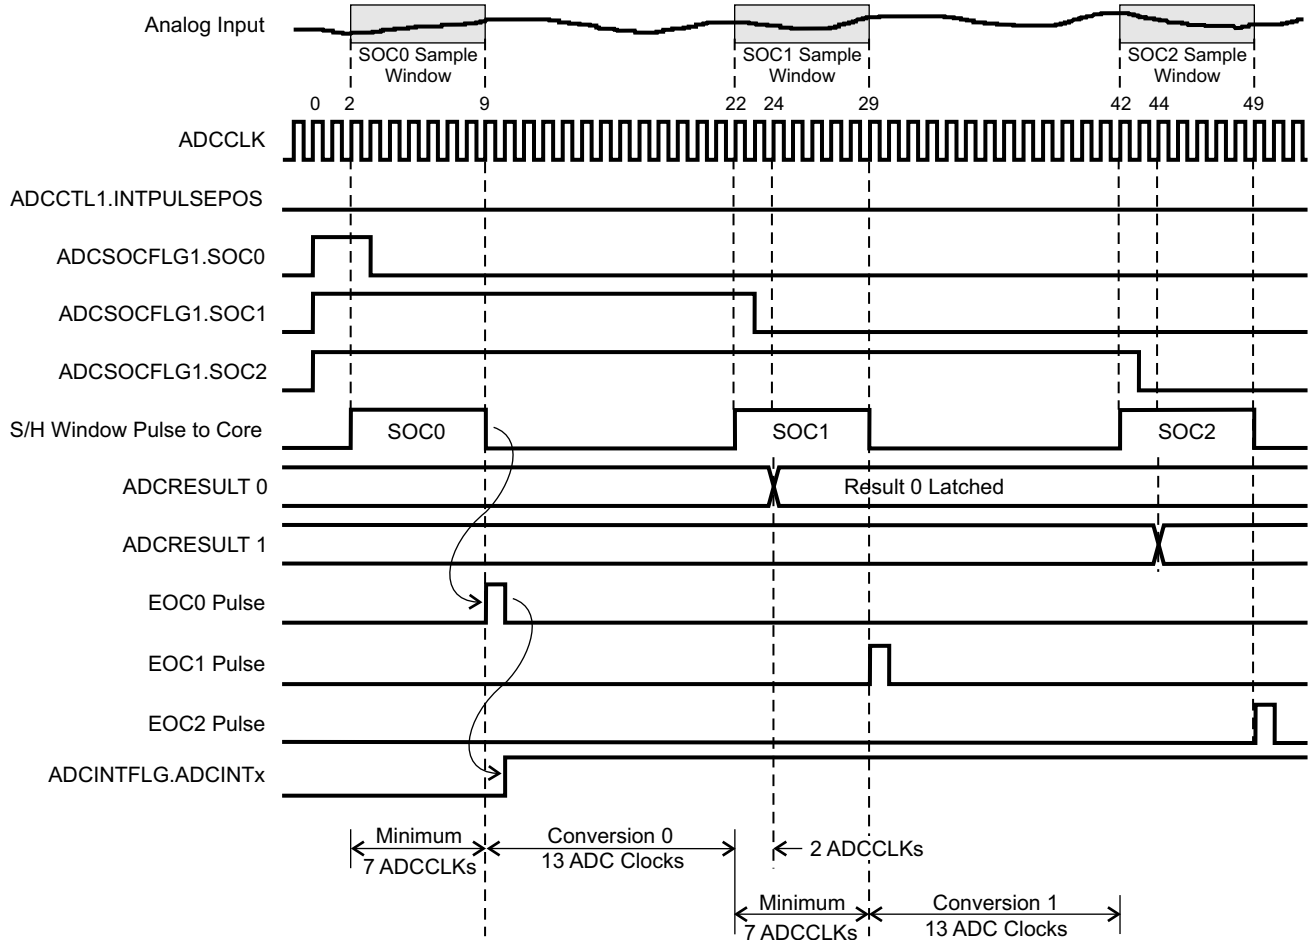 Analog Input
SOC0 Sample
Window
SOC1 Sample
Window
SOC2 Sample
Window
0 2 9 22 24 29 42 44 49
ADCCLK
ADCCTL1.INTPULSEPOS
ADCSOCFLG1.SOC0
ADCSOCFLG1.SOC1
ADCSOCFLG1.SOC2
S/H Window Pulse to Core SOC0 SOC1 SOC2
ADCRESULT 0 Result 0 Latched
ADCRESULT 1
EOC0 Pulse
EOC1 Pulse
EOC2 Pulse
ADCINTFLG.ADCINTx
Minimum
7 ADCCLKs
Conversion 0
13 ADC Clocks
2 ADCCLKs
Minimum
7 ADCCLKs
Conversion 1
13 ADC Clocks